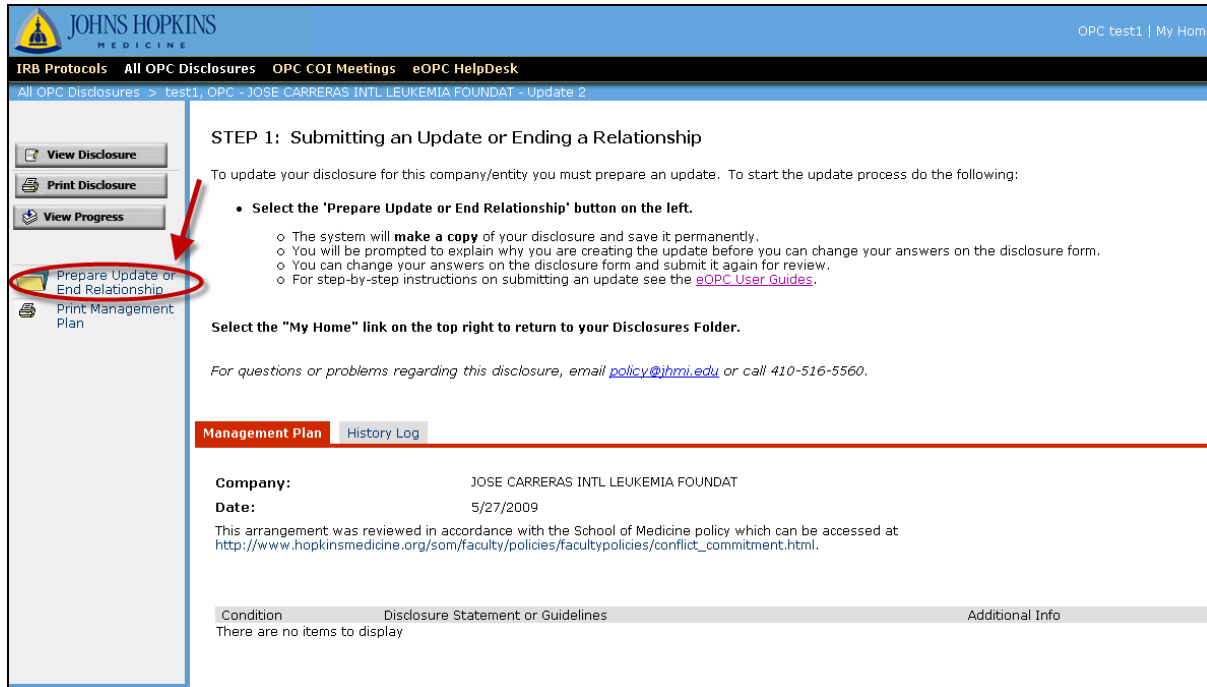 JOHNS HOPKINS
MEDICINE
OPC test1 | My Hom
IRB Protocols All OPC Disclosures OPC COI Meetings eOPC HelpDesk
All OPC Disclosures > test1, OPC - JOSE CARRERAS INTL LEUKEMIA FOUNDAT - Update 2
View Disclosure
Print Disclosure
View Progress
Prepare Update or
End Relationship
Print Management
Plan
STEP 1: Submitting an Update or Ending a Relationship
To update your disclosure for this company/entity you must prepare an update. To start the update process do the following:
• Select the 'Prepare Update or End Relationship' button on the left.
o The system will make a copy of your disclosure and save it permanently.
o You will be prompted to explain why you are creating the update before you can change your answers on the disclosure form.
o You can change your answers on the disclosure form and submit it again for review.
o For step-by-step instructions on submitting an update see the eOPC User Guides.
Select the "My Home" link on the top right to return to your Disclosures Folder.
For questions or problems regarding this disclosure, email policy@jhmi.edu or call 410-516-5560.
Management Plan History Log
Company: JOSE CARRERAS INTL LEUKEMIA FOUNDAT
Date: 5/27/2009
This arrangement was reviewed in accordance with the School of Medicine policy which can be accessed at
http://www.hopkinsmedicine.org/som/faculty/policies/facultypolicies/conflict_commitment.html.
Condition Disclosure Statement or Guidelines Additional Info
There are no items to display